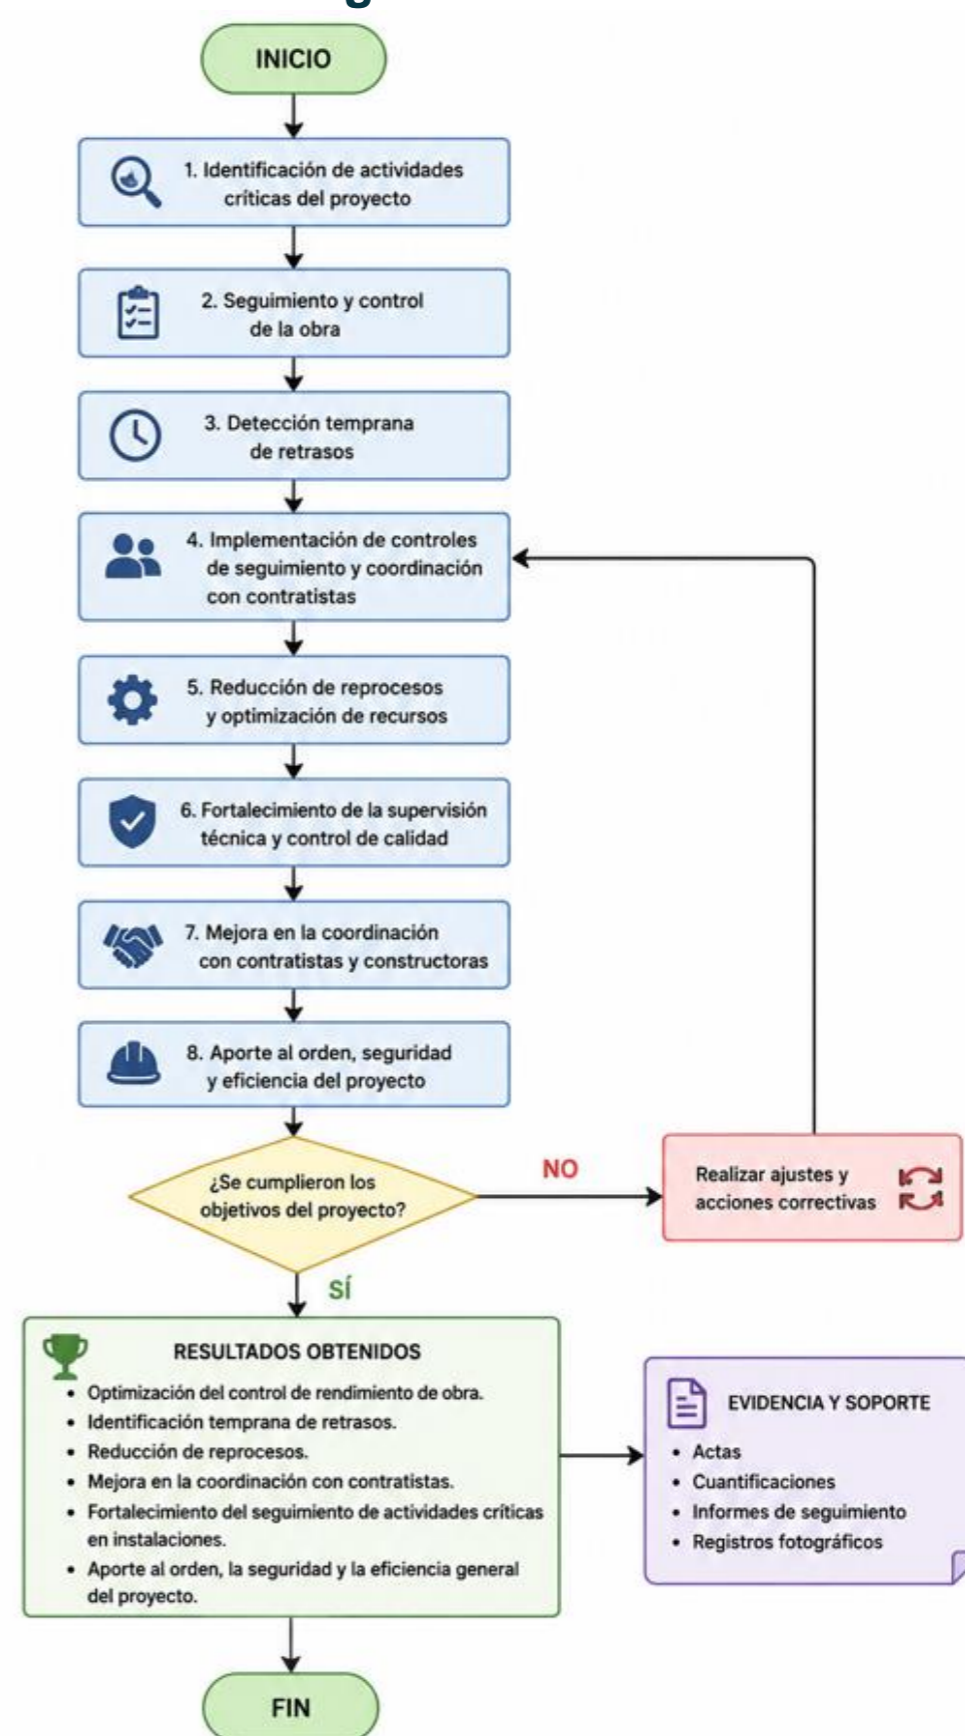 INICIO
1. Identificación de actividades
críticas del proyecto
2. Seguimiento y control
de la obra
3. Detección temprana
de retrasos
4. Implementación de controles
de seguimiento y coordinación
con contratistas
5. Reducción de reprocesos
y optimización de recursos
6. Fortalecimiento de la supervisión
técnica y control de calidad
7. Mejora en la coordinación
con contratistas y constructoras
8. Aporte al orden, seguridad
y eficiencia del proyecto
¿Se cumplieron los
objetivos del proyecto?
NO
Realizar ajustes y
acciones correctivas
SÍ
RESULTADOS OBTENIDOS
• Optimización del control de rendimiento de obra.
• Identificación temprana de retrasos.
• Reducción de reprocesos.
• Mejora en la coordinación con contratistas.
• Fortalecimiento del seguimiento de actividades críticas
en instalaciones.
• Aporte al orden, la seguridad y la eficiencia general
del proyecto.
EVIDENCIA Y SOPORTE
• Actas
• Cuantificaciones
• Informes de seguimiento
• Registros fotográficos
FIN